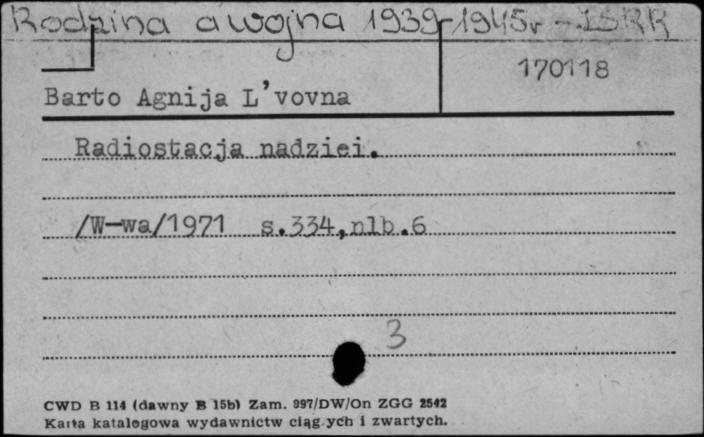 Rodzina a wojna 1939-1945r - ZSRR
170118
Barto Agnija L'vovna
Radiostacja nadziei.
/W-wa/1971 s.334,nlb.6
3
CWD B 114 (dawny B 15b) Zam. 997/DW/On ZGG 2542
Karta katalogowa wydawnictw ciągłych i zwartych.